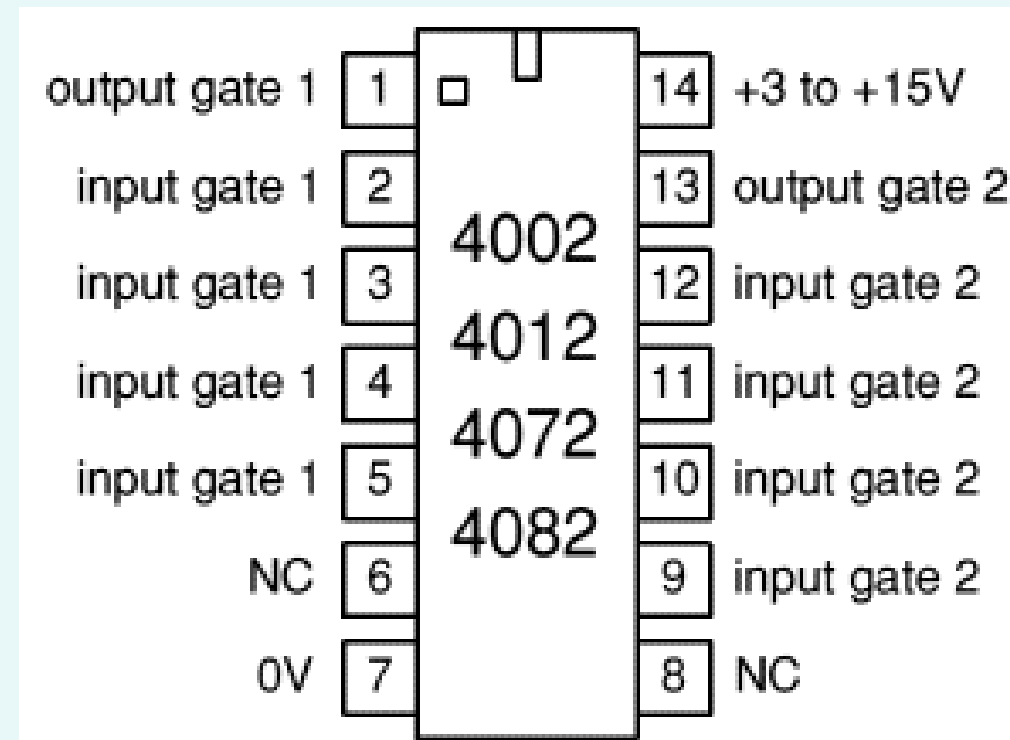 output gate 1 1 14 +3 to +15V
input gate 1 2 13 output gate 2
4002
input gate 1 3 12 input gate 2
4012
input gate 1 4 11 input gate 2
4072
input gate 1 5 10 input gate 2
4082
NC 6 9 input gate 2
0V 7 8 NC